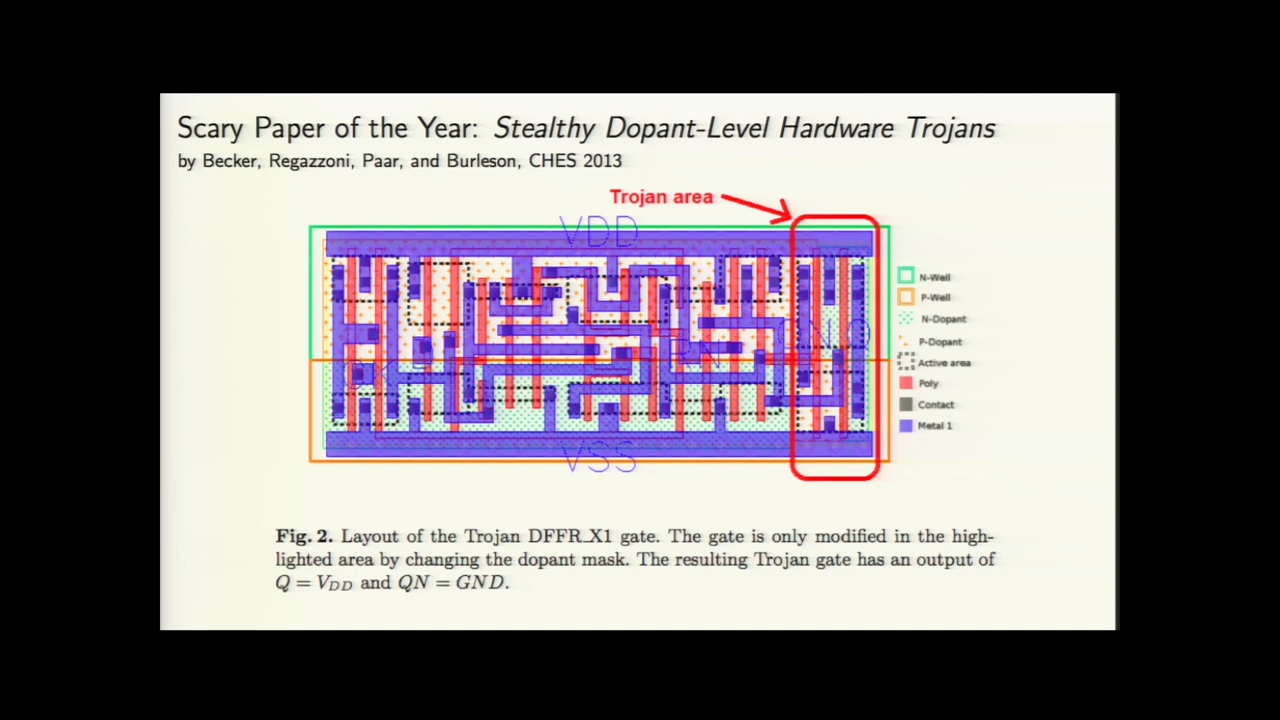 Scary Paper of the Year: Stealthy Dopant-Level Hardware Trojans
by Becker, Regazzoni, Paar, and Burleson, CHES 2013
Trojan area
VDD
N-Well
P-Well
N-Dopant
P-Dopant
Active area
Poly
Contact
Metal 1
VSS
Fig. 2. Layout of the Trojan DFFR_X1 gate. The gate is only modified in the high-
lighted area by changing the dopant mask. The resulting Trojan gate has an output of
Q = VDD and QN = GND.